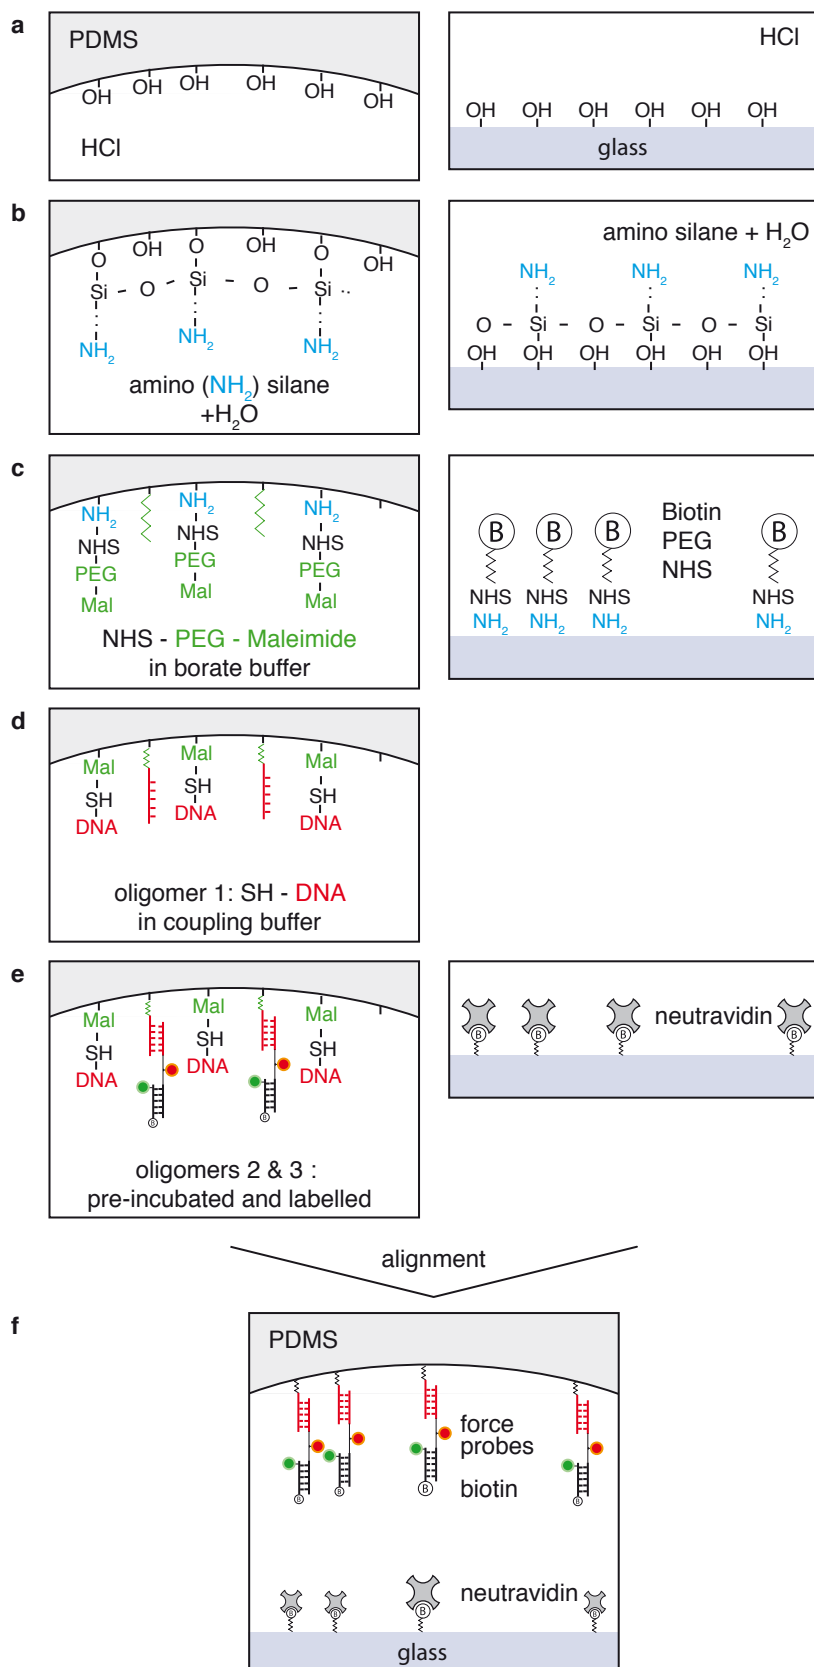 a
PDMS
OH OH OH OH OH OH
HCl
HCl
OH OH OH OH OH OH
glass
b
O OH O OH O OH
Si O Si O Si
NH2 NH2 NH2
amino (NH2) silane
+H2O
amino silane + H2O
NH2 NH2 NH2
O Si O Si O Si
OH OH OH OH OH OH
c
NH2 NH2 NH2
NHS NHS NHS
PEG PEG PEG
Mal Mal Mal
NHS - PEG - Maleimide
in borate buffer
B B B B
Biotin
PEG
NHS
NHS NHS NHS NHS
NH2 NH2 NH2 NH2
d
Mal Mal Mal
SH SH SH
DNA DNA DNA
oligomer 1: SH - DNA
in coupling buffer
e
Mal Mal Mal
SH SH SH
DNA DNA DNA
B B
oligomers 2 & 3 :
pre-incubated and labelled
neutravidin
B B B B
alignment
f
PDMS
force
probes
biotin
B B B B
neutravidin
B B B B
glass